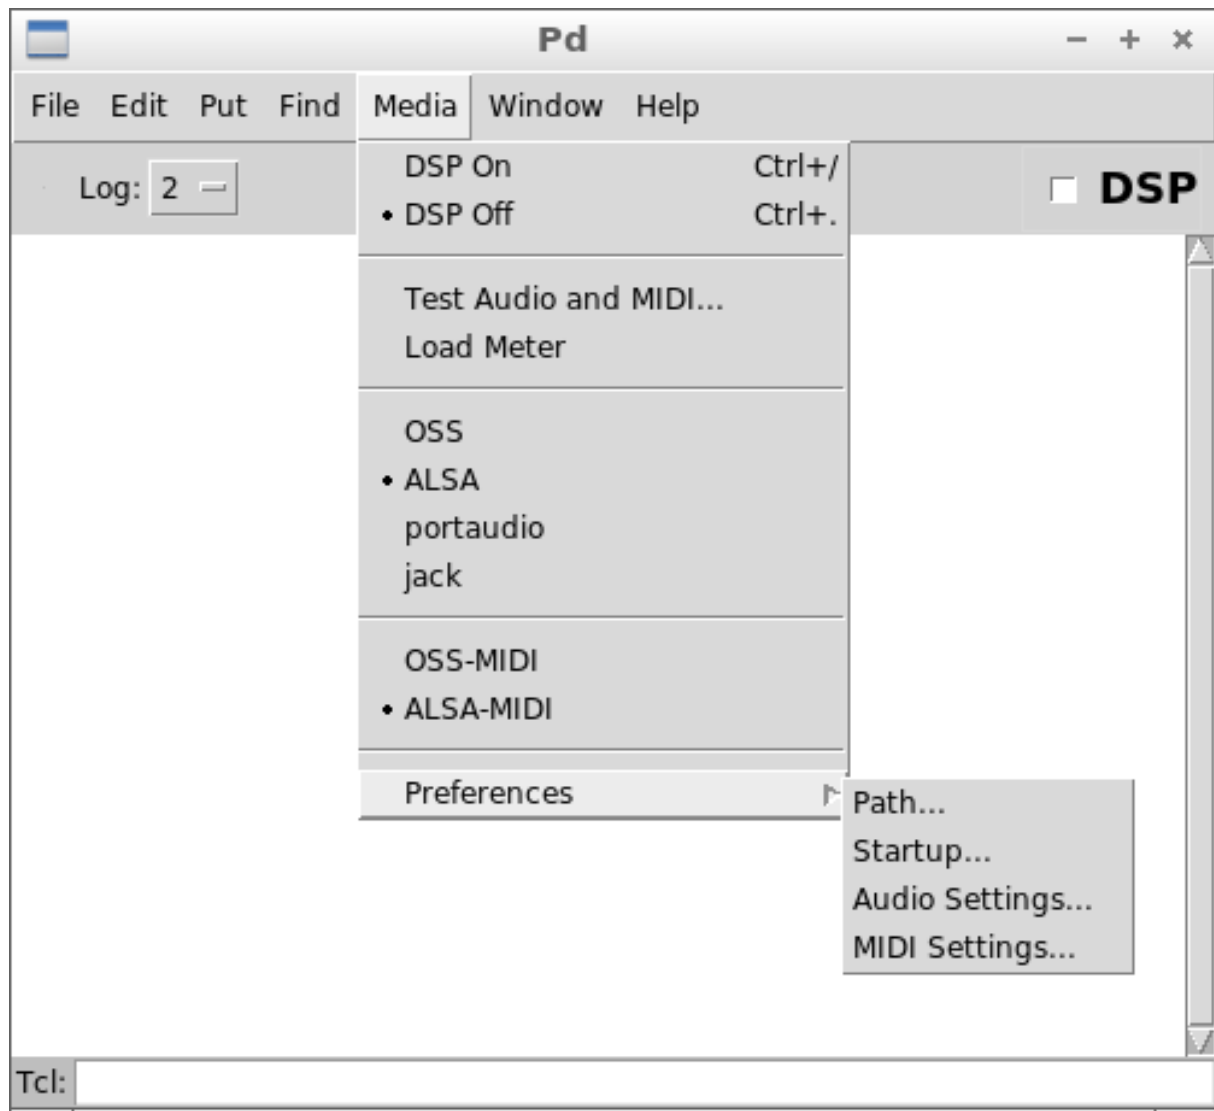 Pd
File Edit Put Find Media Window Help
Log: 2
DSP
DSP On Ctrl+/
• DSP Off Ctrl+.
Test Audio and MIDI...
Load Meter
OSS
• ALSA
portaudio
jack
OSS-MIDI
• ALSA-MIDI
Preferences
Path...
Startup...
Audio Settings...
MIDI Settings...
Tcl: